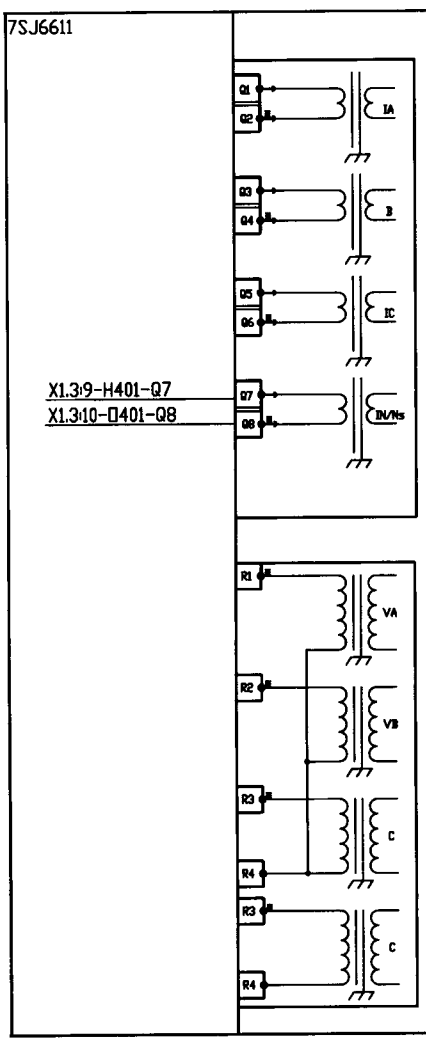 7SJ6611
Q1
IA
Q2
Q3
B
Q4
Q5
IC
Q6
X1.3:9-H401-Q7
Q7
IN/Ns
X1.3:10-□401-Q8
Q8
R1
VA
R2
VB
R3
C
R4
R3
C
R4